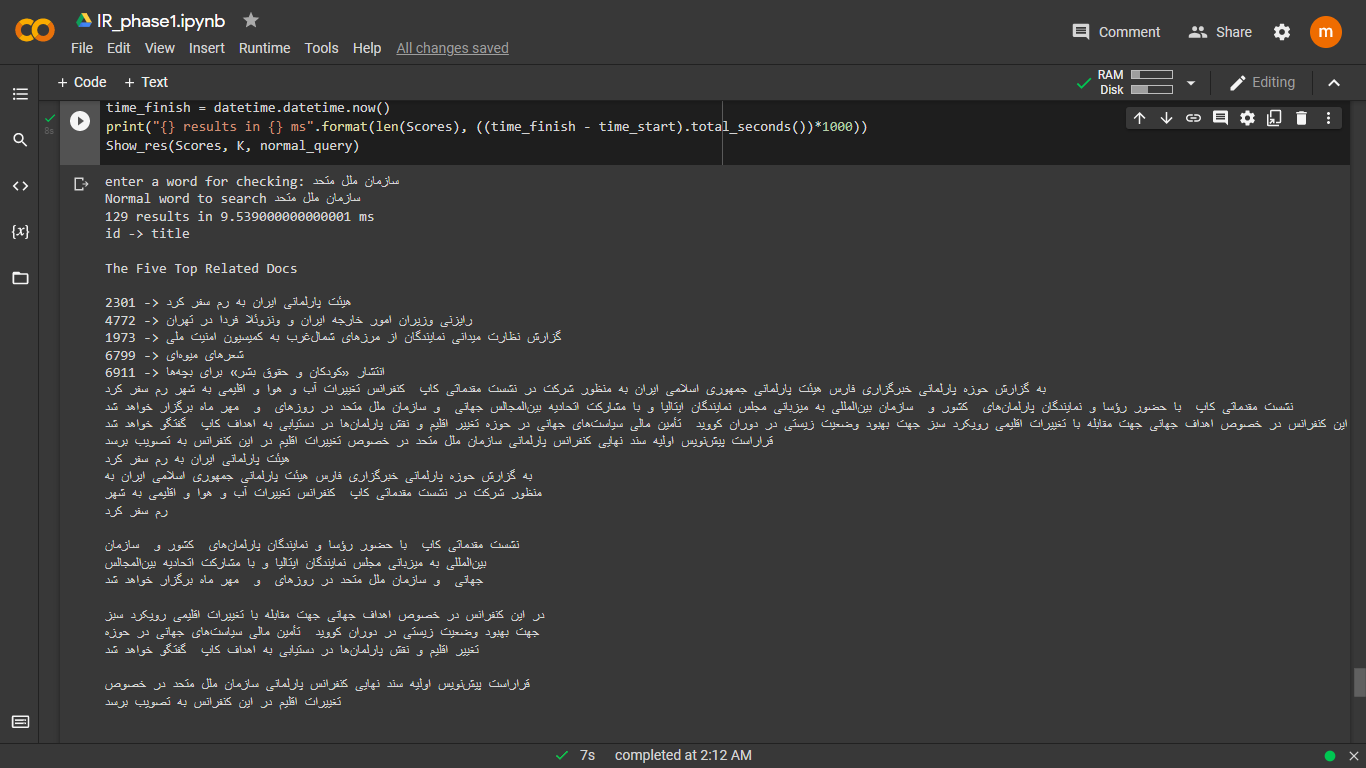 IR_phase1.ipynb
File Edit View Insert Runtime Tools Help All changes saved
Comment Share m
+ Code + Text
RAM
Disk
Editing
8s
time_finish = datetime.datetime.now()
print("{} results in {} ms".format(len(Scores), ((time_finish - time_start).total_seconds())*1000))
Show_res(Scores, K, normal_query)
enter a word for checking: سازمان ملل متحد
Normal word to search سازمان ملل متحد
129 results in 9.539000000000001 ms
id -> title
The Five Top Related Docs
2301 -> هیئت پارلمانی ایران به رم سفر کرد
4772 -> رایزنی وزیران امور خارجه ایران و ونزوئلا فردا در تهران
1973 -> گزارش نظارت میدانی نمایندگان از مرزهای شمال‌غرب به کمیسیون امنیت ملی
6799 -> شعرهای میوه‌ای
6911 -> انتشار «کودکان و حقوق بشر» برای بچه‌ها
به گزارش حوزه پارلمانی خبرگزاری فارس هیئت پارلمانی جمهوری اسلامی ایران به منظور شرکت در نشست مقدماتی کاپ کنفرانس تغییرات آب و هوا و اقلیمی به شهر رم سفر کرد
نشست مقدماتی کاپ با حضور رؤسا و نمایندگان پارلمان‌های کشور و سازمان بین‌المللی به میزبانی مجلس نمایندگان ایتالیا و با مشارکت اتحادیه بین‌المجالس جهانی و سازمان ملل متحد در روزهای و مهر ماه برگزار خواهد شد
این کنفرانس در خصوص اهداف جهانی جهت مقابله با تغییرات اقلیمی رویکرد سبز جهت بهبود وضعیت زیستی در دوران کووید تأمین مالی سیاست‌های جهانی در حوزه تغییر اقلیم و نقش پارلمان‌ها در دستیابی به اهداف کاپ گفتگو خواهد شد
قراراست پیش‌نویس اولیه سند نهایی کنفرانس پارلمانی سازمان ملل متحد در خصوص تغییرات اقلیم در این کنفرانس به تصویب برسد
هیئت پارلمانی ایران به رم سفر کرد
به گزارش حوزه پارلمانی خبرگزاری فارس هیئت پارلمانی جمهوری اسلامی ایران به
منظور شرکت در نشست مقدماتی کاپ کنفرانس تغییرات آب و هوا و اقلیمی به شهر
رم سفر کرد
نشست مقدماتی کاپ با حضور رؤسا و نمایندگان پارلمان‌های کشور و سازمان
بین‌المللی به میزبانی مجلس نمایندگان ایتالیا و با مشارکت اتحادیه بین‌المجالس
جهانی و سازمان ملل متحد در روزهای و مهر ماه برگزار خواهد شد
در این کنفرانس در خصوص اهداف جهانی جهت مقابله با تغییرات اقلیمی رویکرد سبز
جهت بهبود وضعیت زیستی در دوران کووید تأمین مالی سیاست‌های جهانی در حوزه
تغییر اقلیم و نقش پارلمان‌ها در دستیابی به اهداف کاپ گفتگو خواهد شد
قراراست پیش‌نویس اولیه سند نهایی کنفرانس پارلمانی سازمان ملل متحد در خصوص
تغییرات اقلیم در این کنفرانس به تصویب برسد
7s completed at 2:12 AM